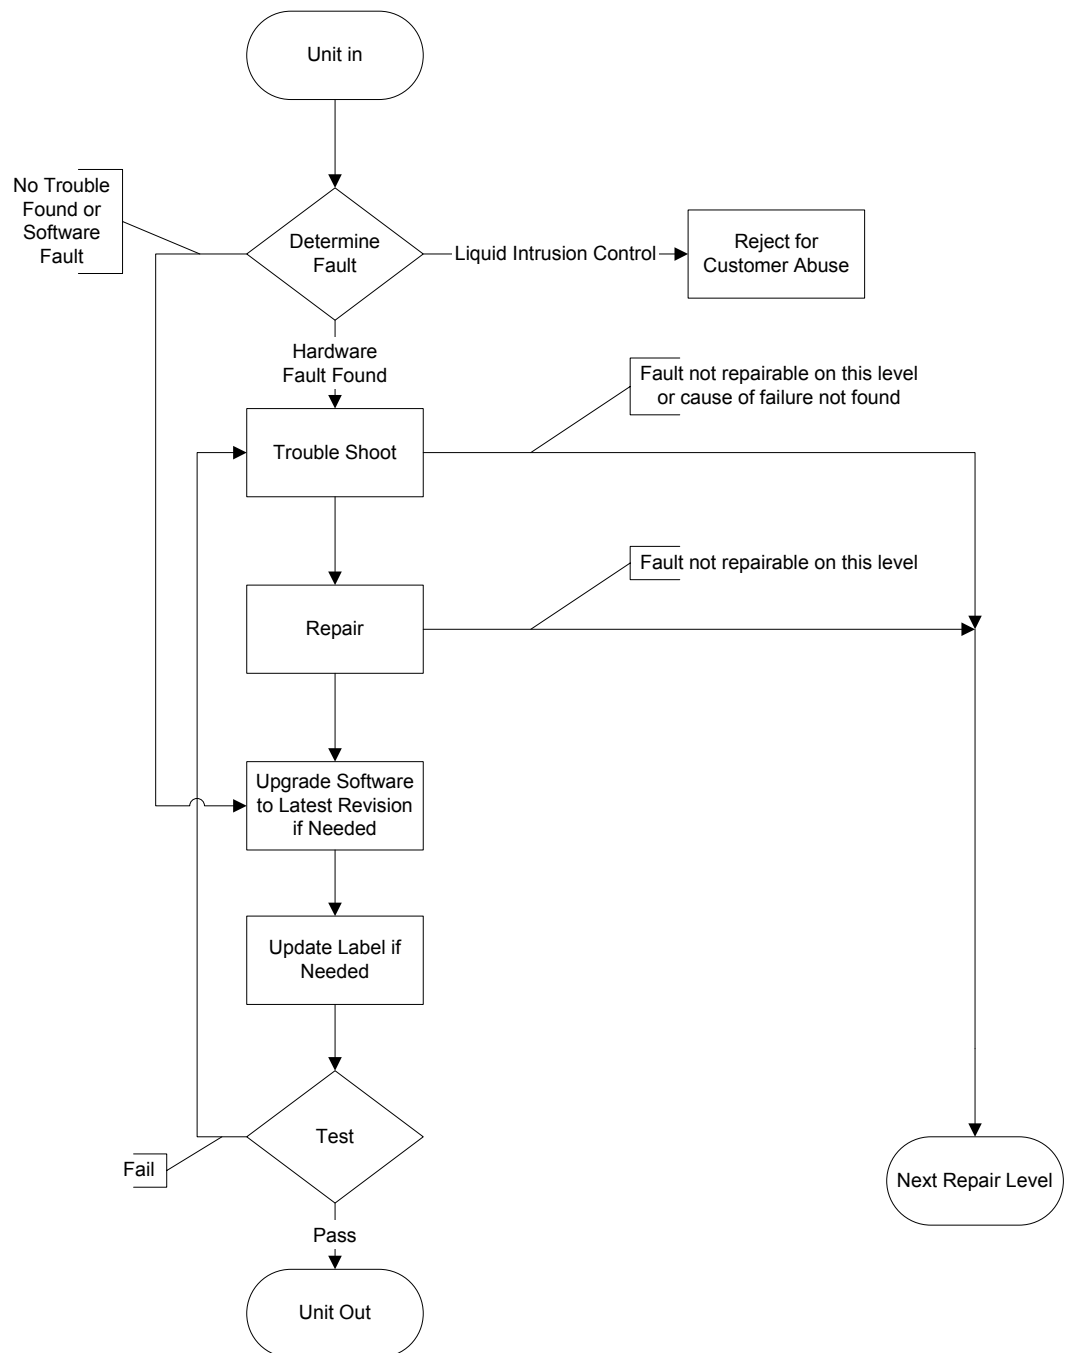 Unit in
No Trouble
Found or
Software
Fault
Determine
Fault
Liquid Intrusion Control
Reject for
Customer Abuse
Hardware
Fault Found
Fault not repairable on this level
or cause of failure not found
Trouble Shoot
Fault not repairable on this level
Repair
Upgrade Software
to Latest Revision
if Needed
Update Label if
Needed
Test
Fail
Next Repair Level
Pass
Unit Out